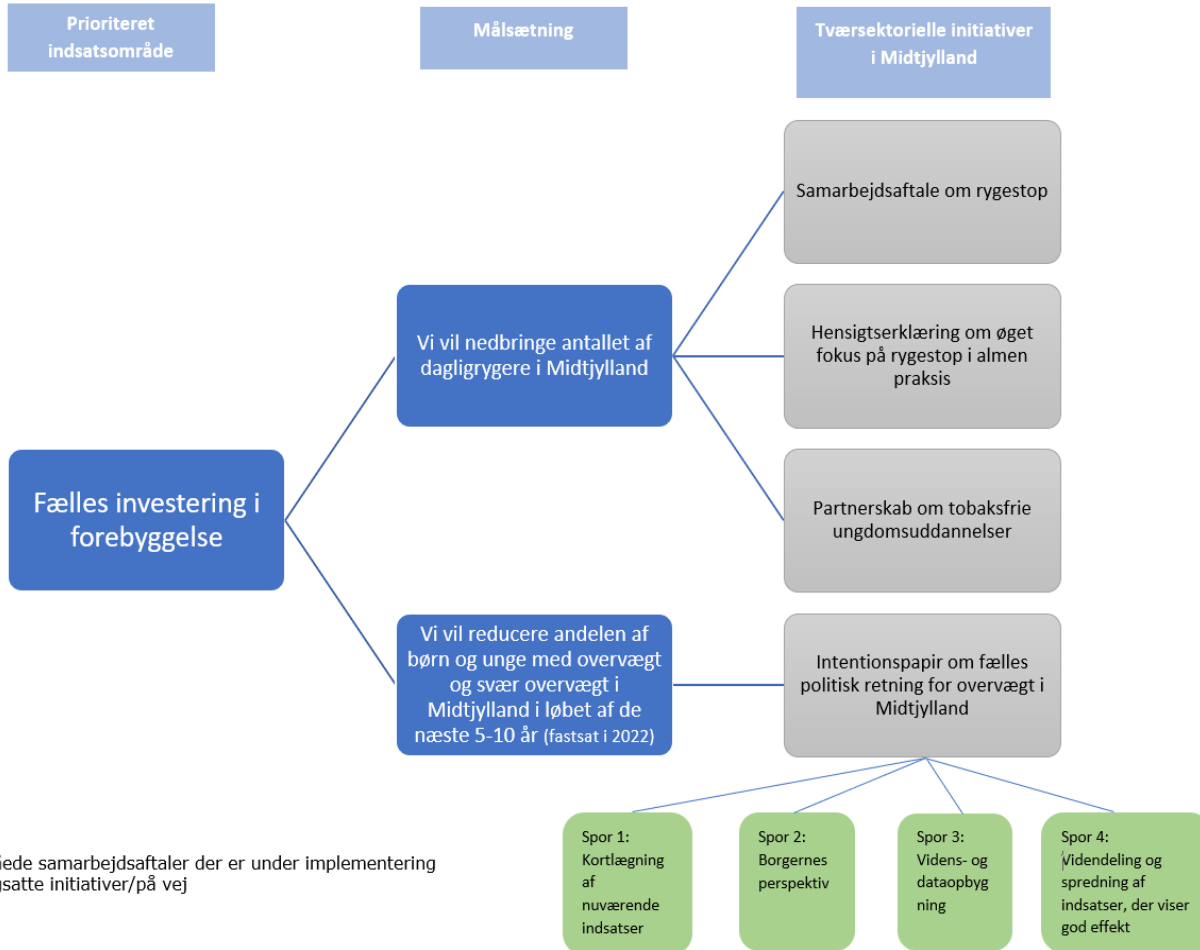 Prioriteret
indsatsområde
Målsætning
Tværsektorielle initiativer
i Midtjylland
Samarbejdsaftale om rygestop
Vi vil nedbringe antallet af
dagligrygere i Midtjylland
Hensigtserklæring om øget
fokus på rygestop i almen
praksis
Fælles investering i
forebyggelse
Partnerskab om tobaksfrie
ungdomsuddannelser
Vi vil reducere andelen af
børn og unge med overvægt
og svær overvægt i
Midtjylland i løbet af de
næste 5-10 år (fastsat i 2022)
Intentionspapir om fælles
politisk retning for overvægt i
Midtjylland
samarbejdsaftaler der er under implementering
initiativer/på vej
Spor 1:
Kortlægning
af
nuværende
indsatser
Spor 2:
Borgernes
perspektiv
Spor 3:
Videns- og
dataopbyg
ning
Spor 4:
Videndeling og
spredning af
indsatser, der viser
god effekt